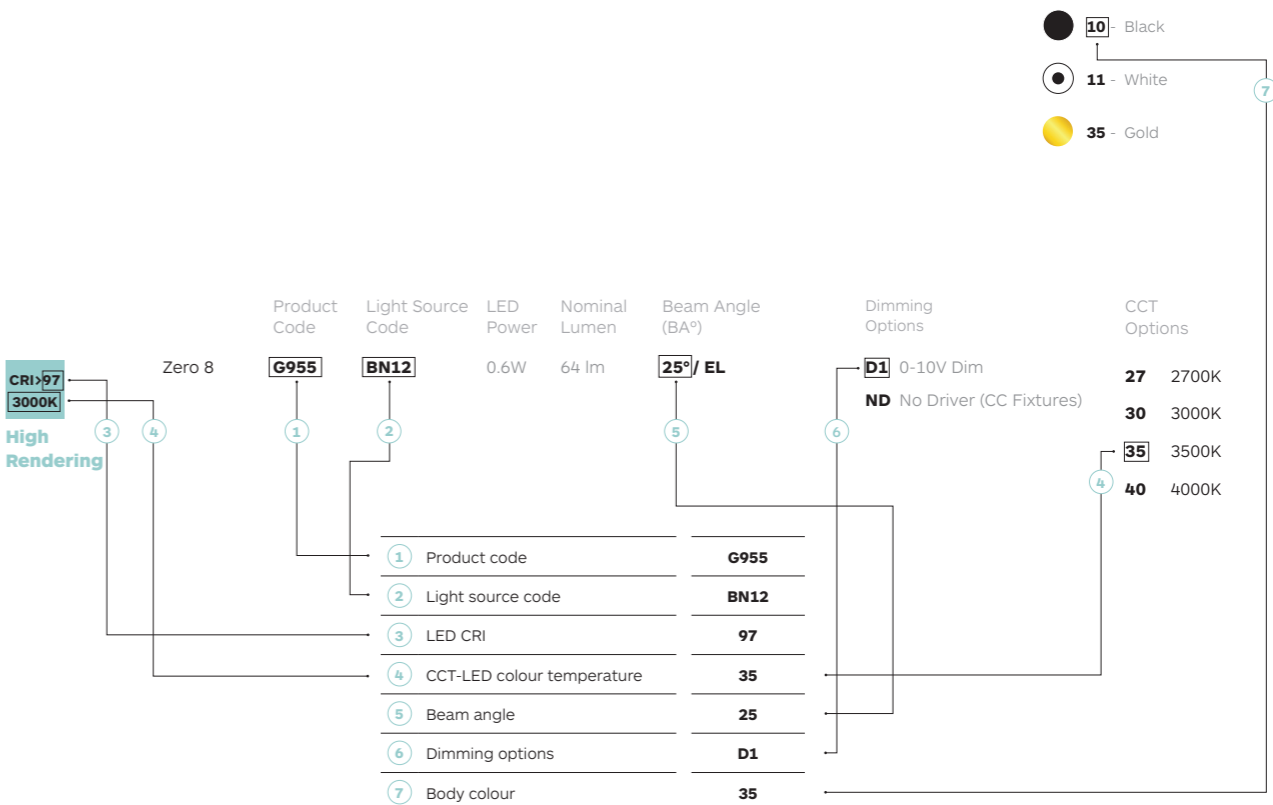 10 - Black
11 - White
7
35 - Gold
Product Code
Light Source Code
LED Power
Nominal Lumen
Beam Angle (BAº)
Dimming Options
CCT Options
CRI>97
3000K
High Rendering
Zero 8
G955
BN12
0.6W
64 lm
25º/ EL
D1 0-10V Dim
ND No Driver (CC Fixtures)
27 2700K
30 3000K
35 3500K
40 4000K
3
4
1
2
5
6
4
1 Product code G955
2 Light source code BN12
3 LED CRI 97
4 CCT-LED colour temperature 35
5 Beam angle 25
6 Dimming options D1
7 Body colour 35